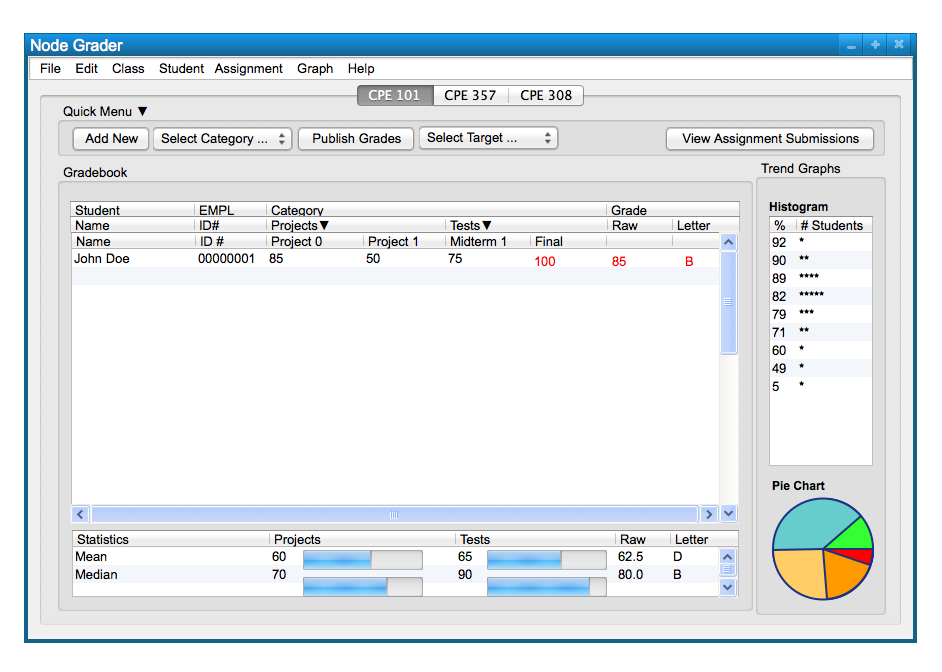 Node Grader
File Edit Class Student Assignment Graph Help
CPE 101 CPE 357 CPE 308
Quick Menu ▼
Add New Select Category ... Publish Grades Select Target ... View Assignment Submissions
Gradebook
Student EMPL Category Grade
Name ID# Projects▼ Tests▼ Raw Letter
Name ID # Project 0 Project 1 Midterm 1 Final
John Doe 00000001 85 50 75 100 85 B
Statistics Projects Tests Raw Letter
Mean 60 65 62.5 D
Median 70 90 80.0 B
Trend Graphs
Histogram
% # Students
92 *
90 **
89 ****
82 *****
79 ***
71 **
60 *
49 *
5 *
Pie Chart